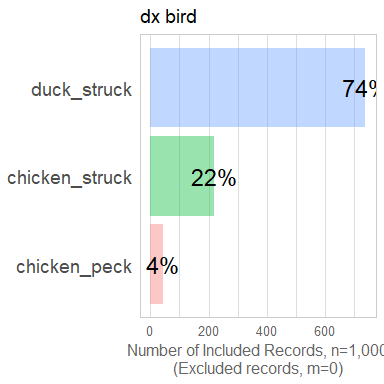 dx bird
duck_struck
74%
chicken_struck
22%
chicken_peck
4%
0 200 400 600
Number of Included Records, n=1,000
(Excluded records, m=0)